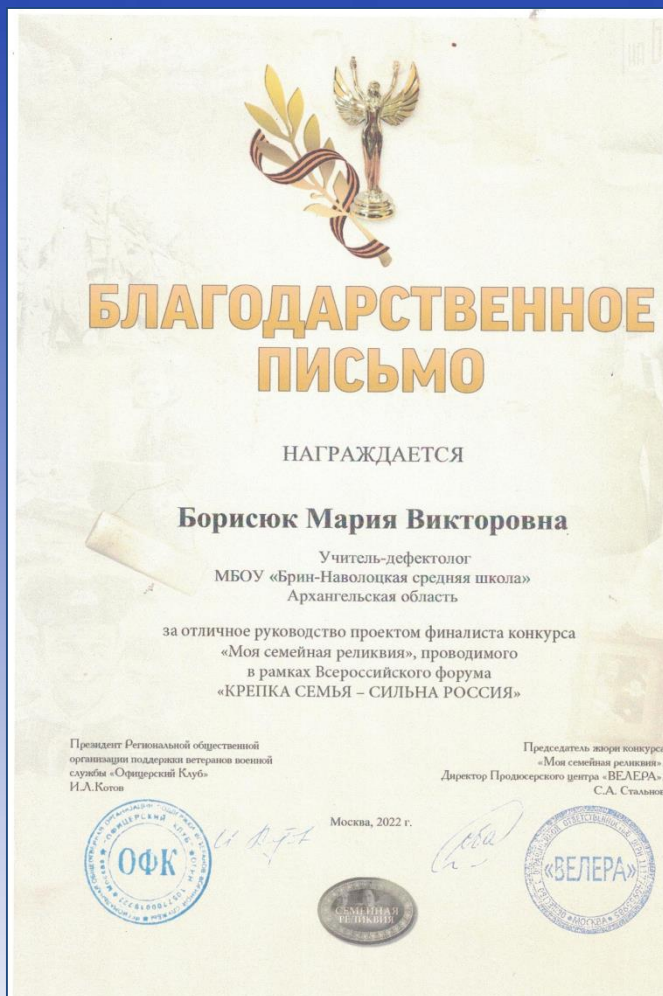 БЛАГОДАРСТВЕННОЕ
ПИСЬМО
НАГРАЖДАЕТСЯ
Борисюк Мария Викторовна
Учитель-дефектолог
МБОУ «Брин-Наволоцкая средняя школа»
Архангельская область
за отличное руководство проектом финалиста конкурса
«Моя семейная реликвия», проводимого
в рамках Всероссийского форума
«КРЕПКА СЕМЬЯ – СИЛЬНА РОССИЯ»
Президент Региональной общественной
организации поддержки ветеранов военной
службы «Офицерский Клуб»
И.Л.Котов
Председатель жюри конкурса
«Моя семейная реликвия»
Директор Продюсерского центра «ВЕЛЕРА»
С.А. Стальнов
Москва, 2022 г.
ОФИЦЕРСКИЙ КЛУБ
ОФК
«ВЕЛЕРА»
МОСКВА
СЕМЕЙНАЯ
РЕЛИКВИЯ